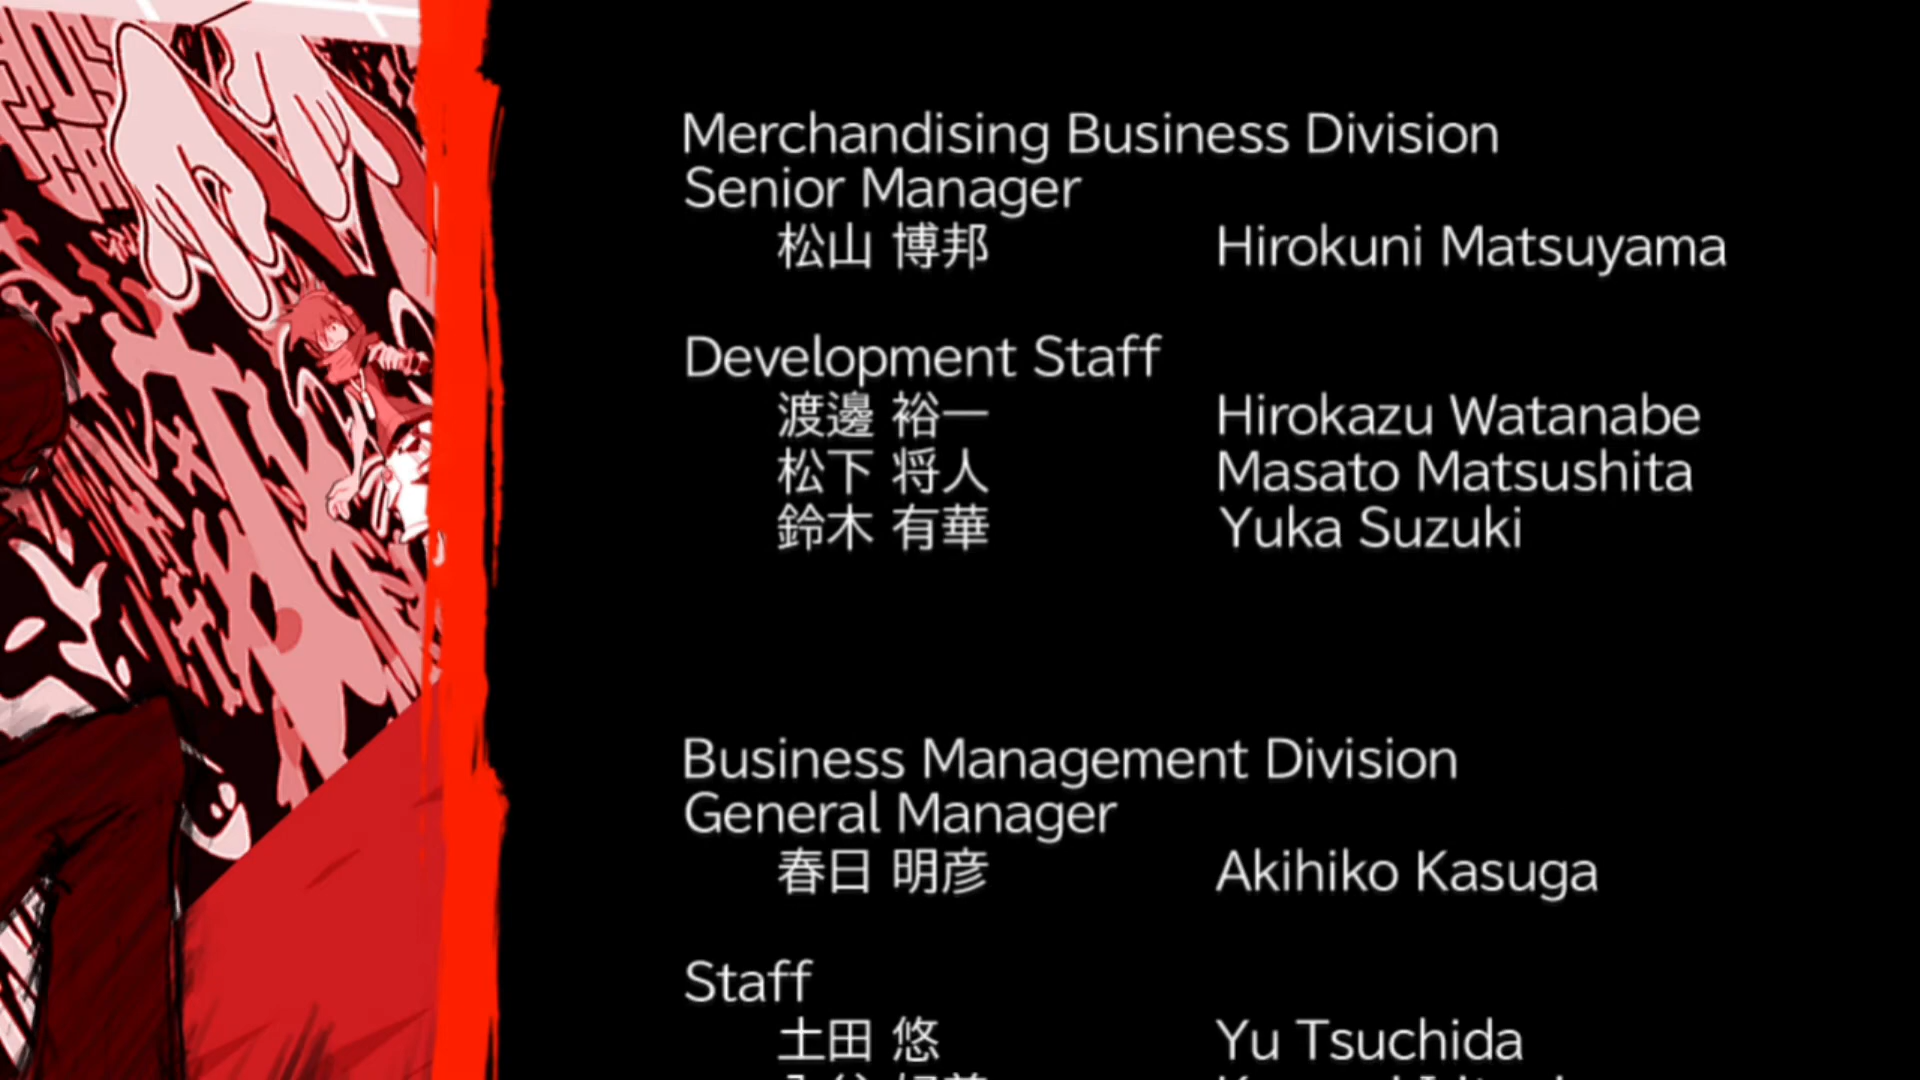 Merchandising Business Division
Senior Manager
松山 博邦 Hirokuni Matsuyama
Development Staff
渡邊 裕一 Hirokazu Watanabe
松下 将人 Masato Matsushita
鈴木 有華 Yuka Suzuki
Business Management Division
General Manager
春日 明彦 Akihiko Kasuga
Staff
土田 悠 Yu Tsuchida